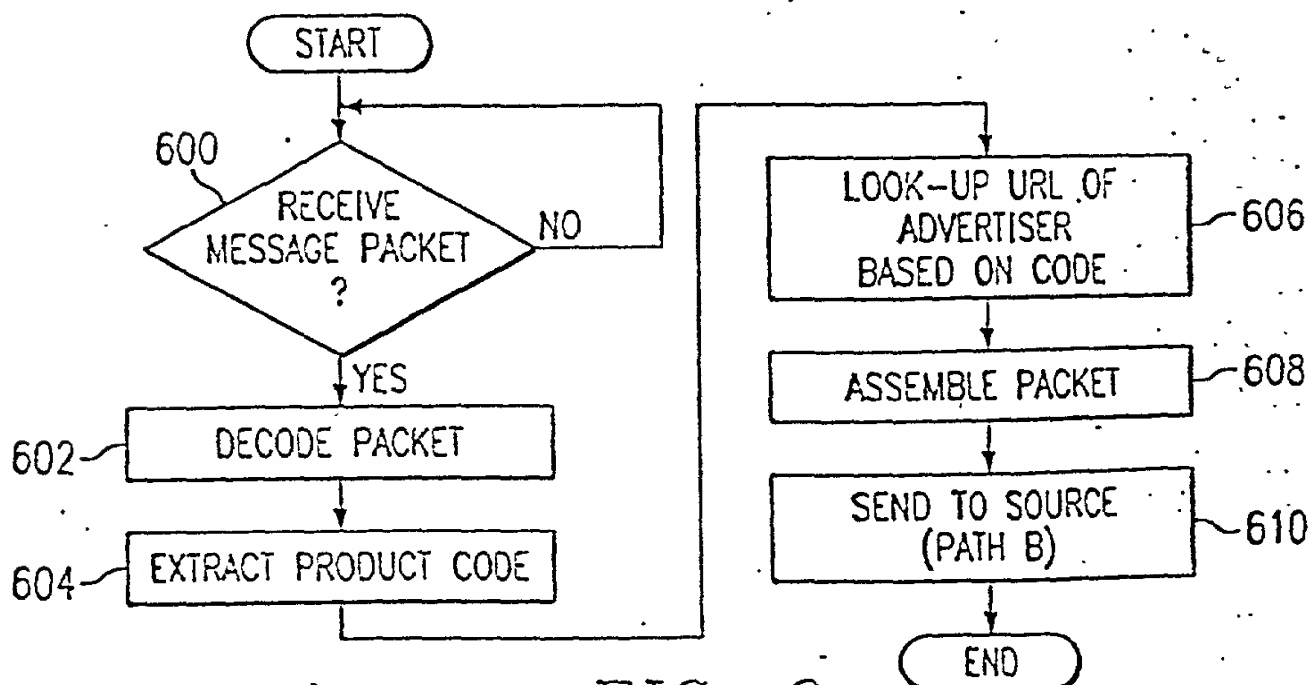 START
600
RECEIVE
MESSAGE PACKET
?
NO
YES
602
DECODE PACKET
604
EXTRACT PRODUCT CODE
LOOK-UP URL OF
ADVERTISER
BASED ON CODE
606
ASSEMBLE PACKET
608
SEND TO SOURCE
(PATH B)
610
END